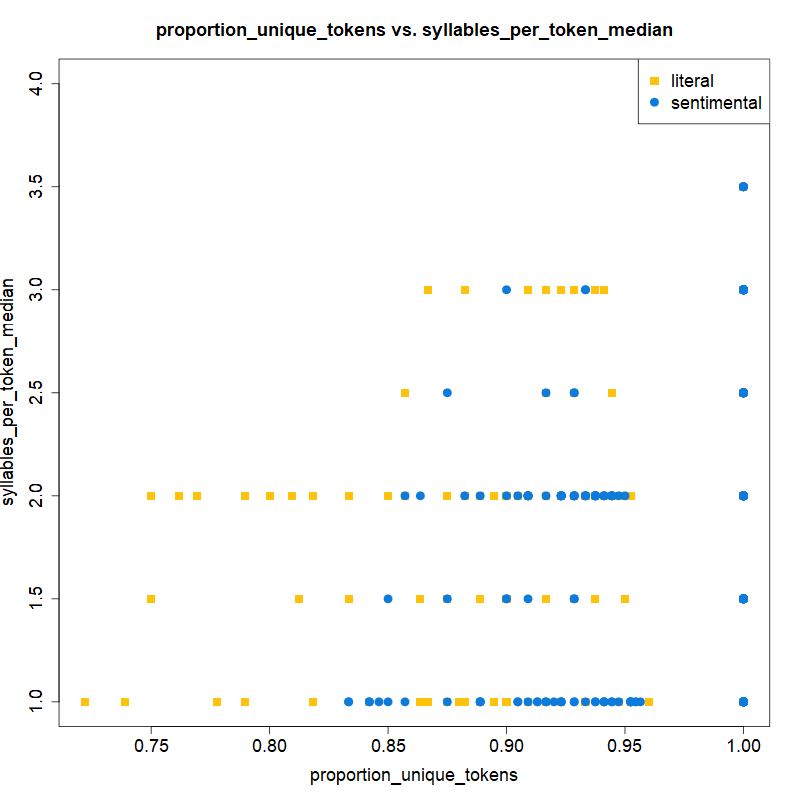 proportion_unique_tokens vs. syllables_per_token_median
literal
sentimental
syllables_per_token_median
4.0
3.5
3.0
2.5
2.0
1.5
1.0
0.75 0.80 0.85 0.90 0.95 1.00
proportion_unique_tokens